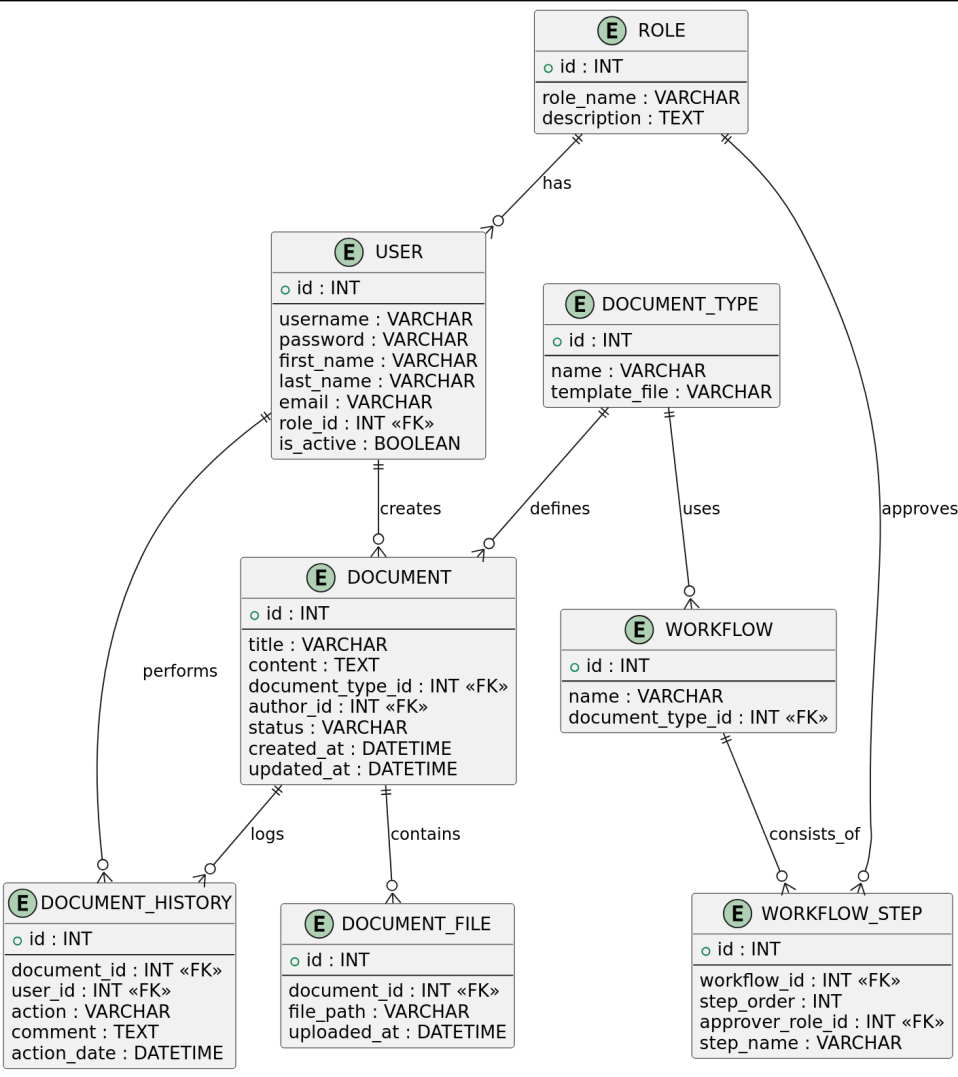 E ROLE
id : INT
role_name : VARCHAR
description : TEXT
has
E USER
id : INT
username : VARCHAR
password : VARCHAR
first_name : VARCHAR
last_name : VARCHAR
email : VARCHAR
role_id : INT «FK»
is_active : BOOLEAN
E DOCUMENT_TYPE
id : INT
name : VARCHAR
template_file : VARCHAR
creates
defines
uses
approves
E DOCUMENT
id : INT
title : VARCHAR
content : TEXT
document_type_id : INT «FK»
author_id : INT «FK»
status : VARCHAR
created_at : DATETIME
updated_at : DATETIME
E WORKFLOW
id : INT
name : VARCHAR
document_type_id : INT «FK»
performs
logs
contains
consists_of
E DOCUMENT_HISTORY
id : INT
document_id : INT «FK»
user_id : INT «FK»
action : VARCHAR
comment : TEXT
action_date : DATETIME
E DOCUMENT_FILE
id : INT
document_id : INT «FK»
file_path : VARCHAR
uploaded_at : DATETIME
E WORKFLOW_STEP
id : INT
workflow_id : INT «FK»
step_order : INT
approver_role_id : INT «FK»
step_name : VARCHAR